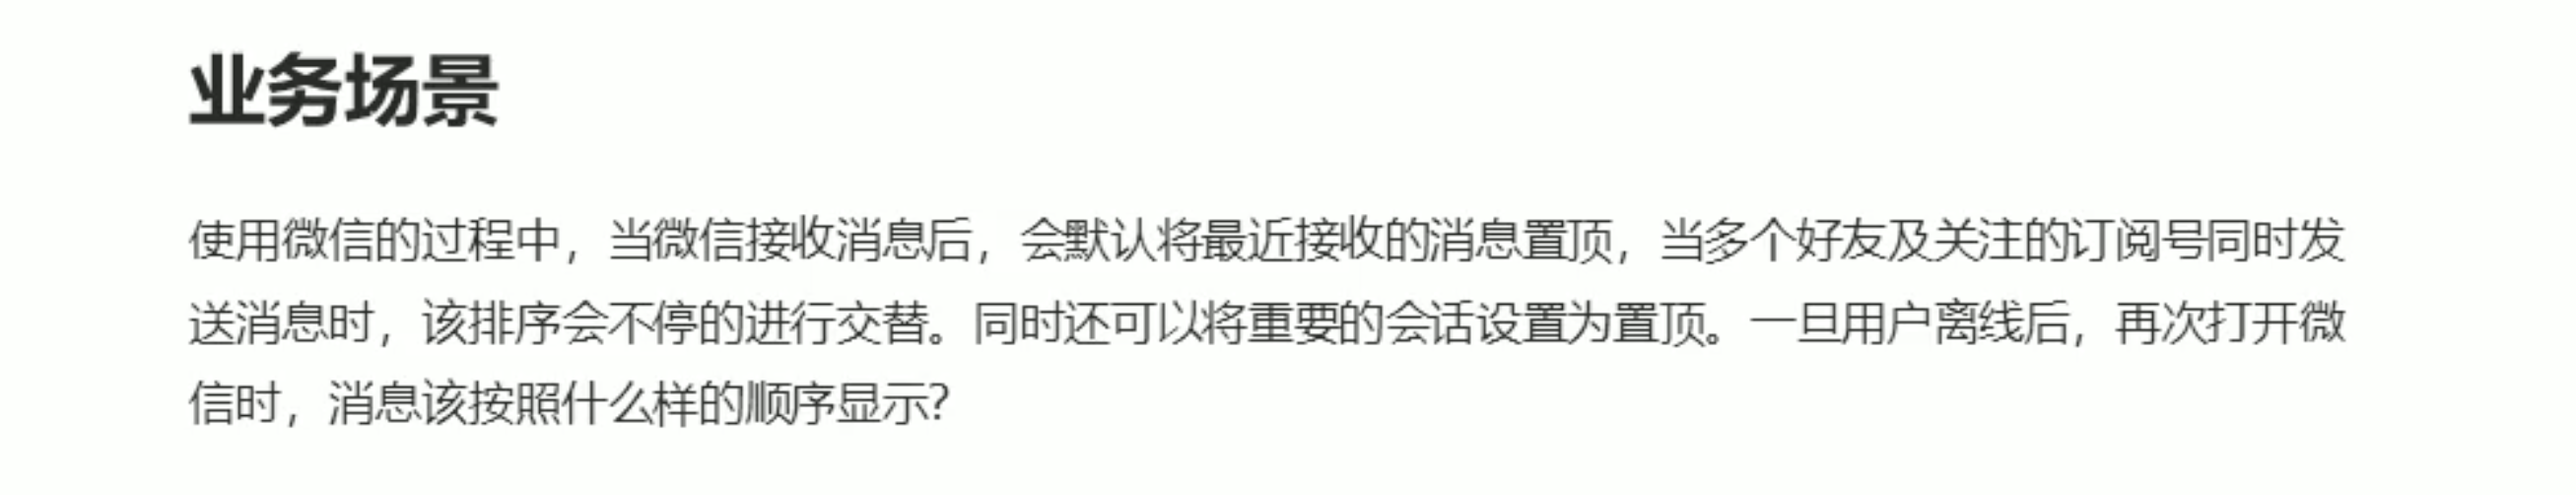 业务场景
使用微信的过程中，当微信接收消息后，会默认将最近接收的消息置顶，当多个好友及关注的订阅号同时发
送消息时，该排序会不停的进行交替。同时还可以将重要的会话设置为置顶。一旦用户离线后，再次打开微
信时，消息该按照什么样的顺序显示？